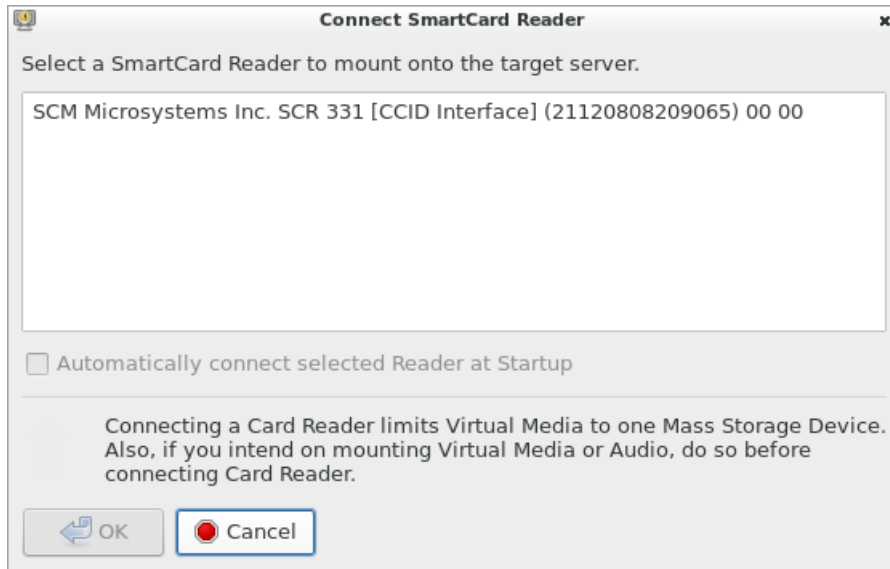 Connect SmartCard Reader
Select a SmartCard Reader to mount onto the target server.
SCM Microsystems Inc. SCR 331 [CCID Interface] (21120808209065) 00 00
Automatically connect selected Reader at Startup
Connecting a Card Reader limits Virtual Media to one Mass Storage Device.
Also, if you intend on mounting Virtual Media or Audio, do so before
connecting Card Reader.
OK
Cancel